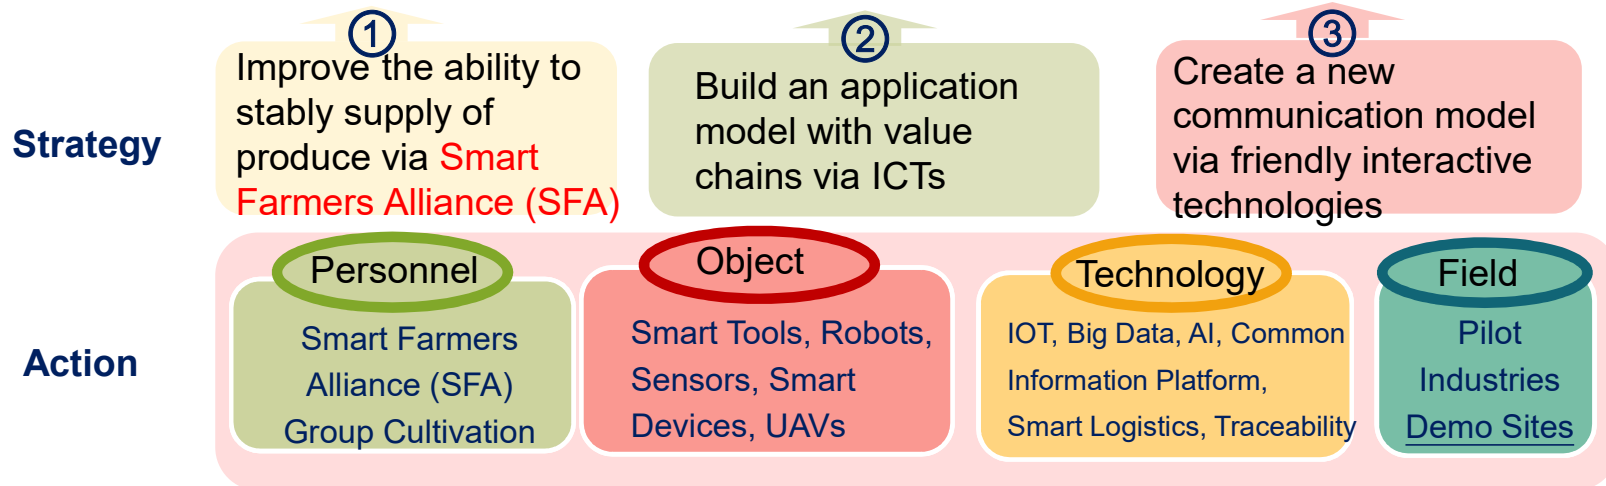 1
Improve the ability to
stably supply of
produce via Smart
Farmers Alliance (SFA)
2
Build an application
model with value
chains via ICTs
3
Create a new
communication model
via friendly interactive
technologies
Strategy
Personnel
Smart Farmers
Alliance (SFA)
Group Cultivation
Object
Smart Tools, Robots,
Sensors, Smart
Devices, UAVs
Technology
IOT, Big Data, AI, Common
Information Platform,
Smart Logistics, Traceability
Field
Pilot
Industries
Demo Sites
Action